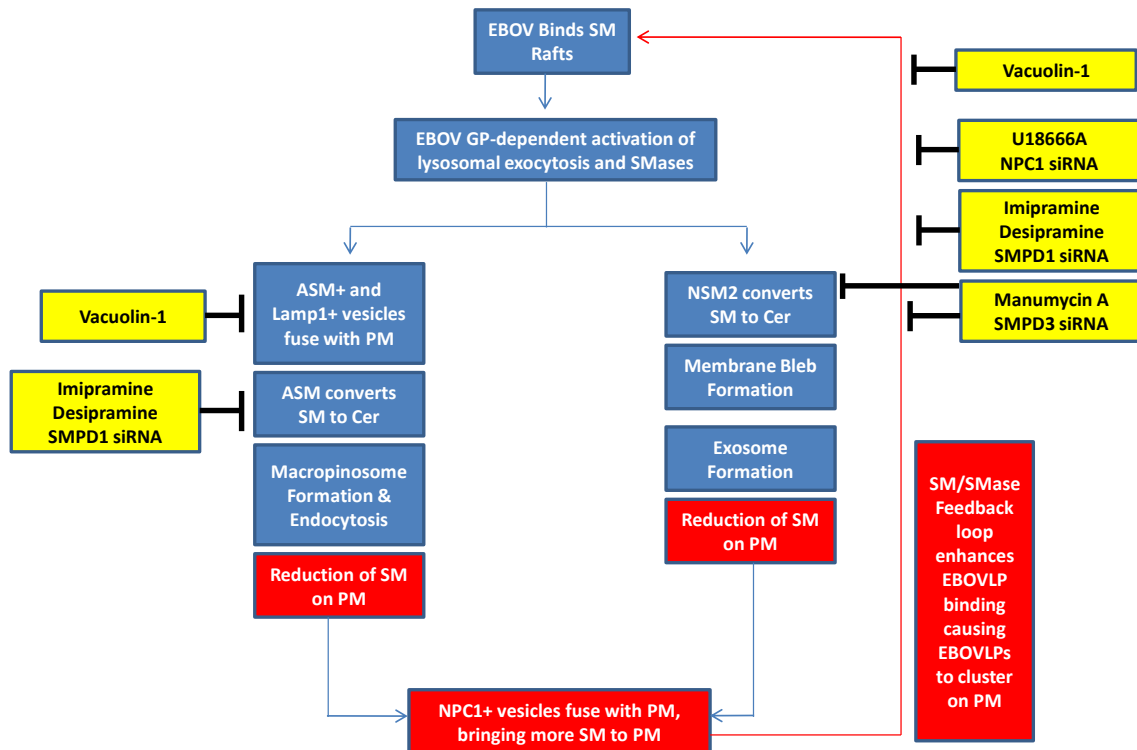 EBOV Binds SM
Rafts
Vacuolin-1
EBOV GP-dependent activation of
lysosomal exocytosis and SMases
U18666A
NPC1 siRNA
Imipramine
Desipramine
SMPD1 siRNA
ASM+ and
Lamp1+ vesicles
fuse with PM
NSM2 converts
SM to Cer
Manumycin A
SMPD3 siRNA
Vacuolin-1
Membrane Bleb
Formation
Imipramine
Desipramine
SMPD1 siRNA
ASM converts
SM to Cer
Exosome
Formation
Macropinosome
Formation &
Endocytosis
Reduction of SM
on PM
Reduction of SM
on PM
SM/SMase
Feedback
loop
enhances
EBOVLP
binding
causing
EBOVLPs
to cluster
on PM
NPC1+ vesicles fuse with PM,
bringing more SM to PM